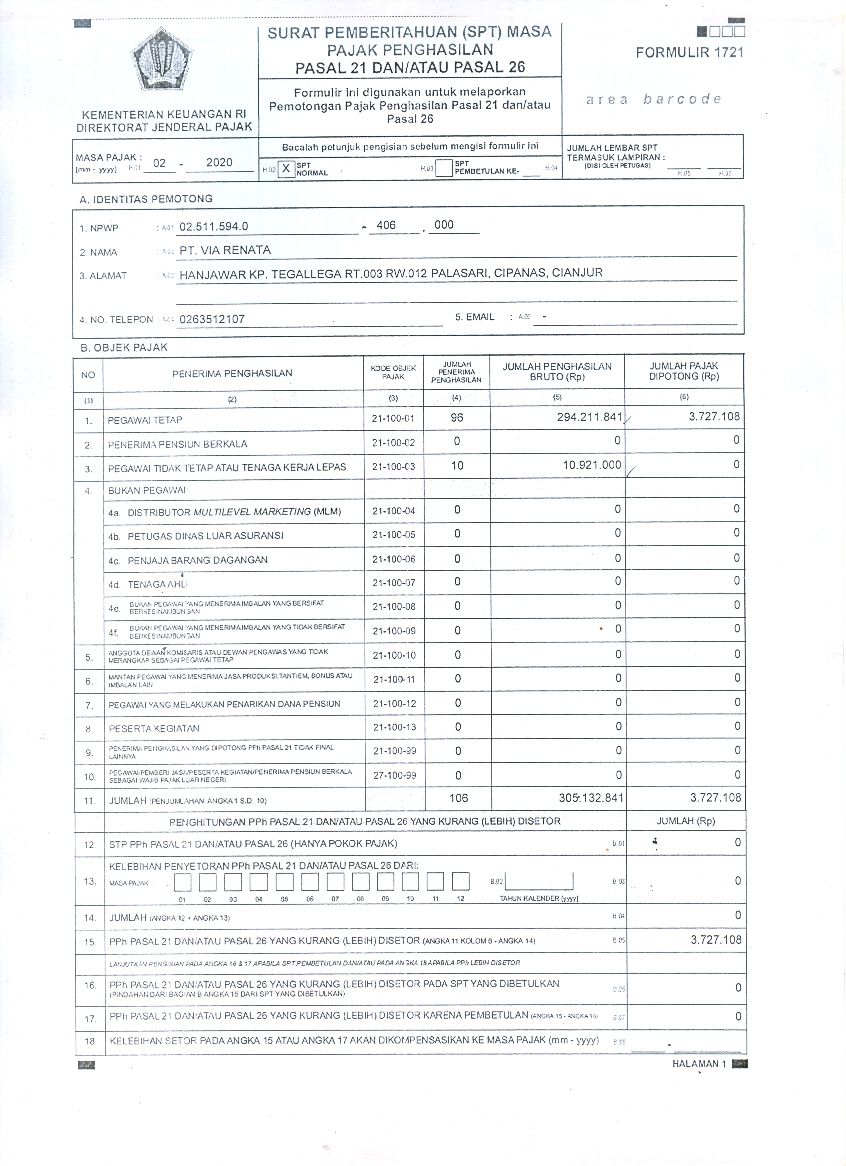 SURAT PEMBERITAHUAN (SPT) MASA
PAJAK PENGHASILAN
PASAL 21 DAN/ATAU PASAL 26
Formulir ini digunakan untuk melaporkan
Pemotongan Pajak Penghasilan Pasal 21 dan/atau
Pasal 26
FORMULIR 1721
area barcode
KEMENTERIAN KEUANGAN RI
DIREKTORAT JENDERAL PAJAK
Bacalah petunjuk pengisian sebelum mengisi formulir ini
MASA PAJAK :
[mm - yyyy] H.01 02 - 2020
H.02 X SPT NORMAL
H.03 SPT PEMBETULAN KE- H.04
JUMLAH LEMBAR SPT
TERMASUK LAMPIRAN :
(DIISI OLEH PETUGAS) H.05
A. IDENTITAS PEMOTONG
1. NPWP : A.01 02.511.594.0 - 406 . 000
2. NAMA : PT. VIA RENATA
3. ALAMAT : HANJAWAR KP. TEGALLEGA RT.003 RW.012 PALASARI, CIPANAS, CIANJUR
4. NO. TELEPON : 0263512107 5. EMAIL : A.05 -
B. OBJEK PAJAK
NO PENERIMA PENGHASILAN KODE OBJEK PAJAK JUMLAH PENERIMA PENGHASILAN JUMLAH PENGHASILAN BRUTO (Rp) JUMLAH PAJAK DIPOTONG (Rp)
(1) (2) (3) (4) (5) (6)
1. PEGAWAI TETAP 21-100-01 96 294.211.841 3.727.108
2. PENERIMA PENSIUN BERKALA 21-100-02 0 0 0
3. PEGAWAI TIDAK TETAP ATAU TENAGA KERJA LEPAS 21-100-03 10 10.921.000 0
4. BUKAN PEGAWAI
4a. DISTRIBUTOR MULTILEVEL MARKETING (MLM) 21-100-04 0 0 0
4b. PETUGAS DINAS LUAR ASURANSI 21-100-05 0 0 0
4c. PENJAJA BARANG DAGANGAN 21-100-06 0 0 0
4d. TENAGA AHLI 21-100-07 0 0 0
4e. BUKAN PEGAWAI YANG MENERIMA IMBALAN YANG BERSIFAT BERKESINAMBUNGAN 21-100-08 0 0 0
4f. BUKAN PEGAWAI YANG MENERIMA IMBALAN YANG TIDAK BERSIFAT BERKESINAMBUNGAN 21-100-09 0 0 0
5. ANGGOTA DEWAN KOMISARIS ATAU DEWAN PENGAWAS YANG TIDAK MERANGKAP SEBAGAI PEGAWAI TETAP 21-100-10 0 0 0
6. MANTAN PEGAWAI YANG MENERIMA JASA PRODUKSI, TANTIEM, BONUS ATAU IMBALAN LAIN 21-100-11 0 0 0
7. PEGAWAI YANG MELAKUKAN PENARIKAN DANA PENSIUN 21-100-12 0 0 0
8. PESERTA KEGIATAN 21-100-13 0 0 0
9. PENERIMA PENGHASILAN YANG DIPOTONG PPh PASAL 21 TIDAK FINAL LAINNYA 21-100-99 0 0 0
10. PEGAWAI/PEMBERI JASA/PESERTA KEGIATAN/PENERIMA PENSIUN BERKALA SEBAGAI WAJIB PAJAK LUAR NEGERI 27-100-99 0 0 0
11. JUMLAH (PENJUMLAHAN ANGKA 1 S.D. 10) 106 305.132.841 3.727.108
PENGHITUNGAN PPh PASAL 21 DAN/ATAU PASAL 26 YANG KURANG (LEBIH) DISETOR JUMLAH (Rp)
12. STP PPh PASAL 21 DAN/ATAU PASAL 26 (HANYA POKOK PAJAK) B.01 0
13. KELEBIHAN PENYETORAN PPh PASAL 21 DAN/ATAU PASAL 26 DARI:
MASA PAJAK B.02 B.03 0
01 02 03 04 05 06 07 08 09 10 11 12 TAHUN KALENDER [yyyy]
14. JUMLAH (ANGKA 12 + ANGKA 13) B.04 0
15. PPh PASAL 21 DAN/ATAU PASAL 26 YANG KURANG (LEBIH) DISETOR (ANGKA 11 KOLOM 6 - ANGKA 14) B.05 3.727.108
LANJUTKAN PENGISIAN PADA ANGKA 16 & 17 APABILA SPT PEMBETULAN DAN/ATAU PADA ANGKA 18 APABILA PPh LEBIH DISETOR
16. PPh PASAL 21 DAN/ATAU PASAL 26 YANG KURANG (LEBIH) DISETOR PADA SPT YANG DIBETULKAN
(PINDAHAN DARI BAGIAN B ANGKA 15 DARI SPT YANG DIBETULKAN) B.06 0
17. PPh PASAL 21 DAN/ATAU PASAL 26 YANG KURANG (LEBIH) DISETOR KARENA PEMBETULAN (ANGKA 15 - ANGKA 16) B.07 0
18. KELEBIHAN SETOR PADA ANGKA 15 ATAU ANGKA 17 AKAN DIKOMPENSASIKAN KE MASA PAJAK (mm - yyyy) B.08 -
HALAMAN 1